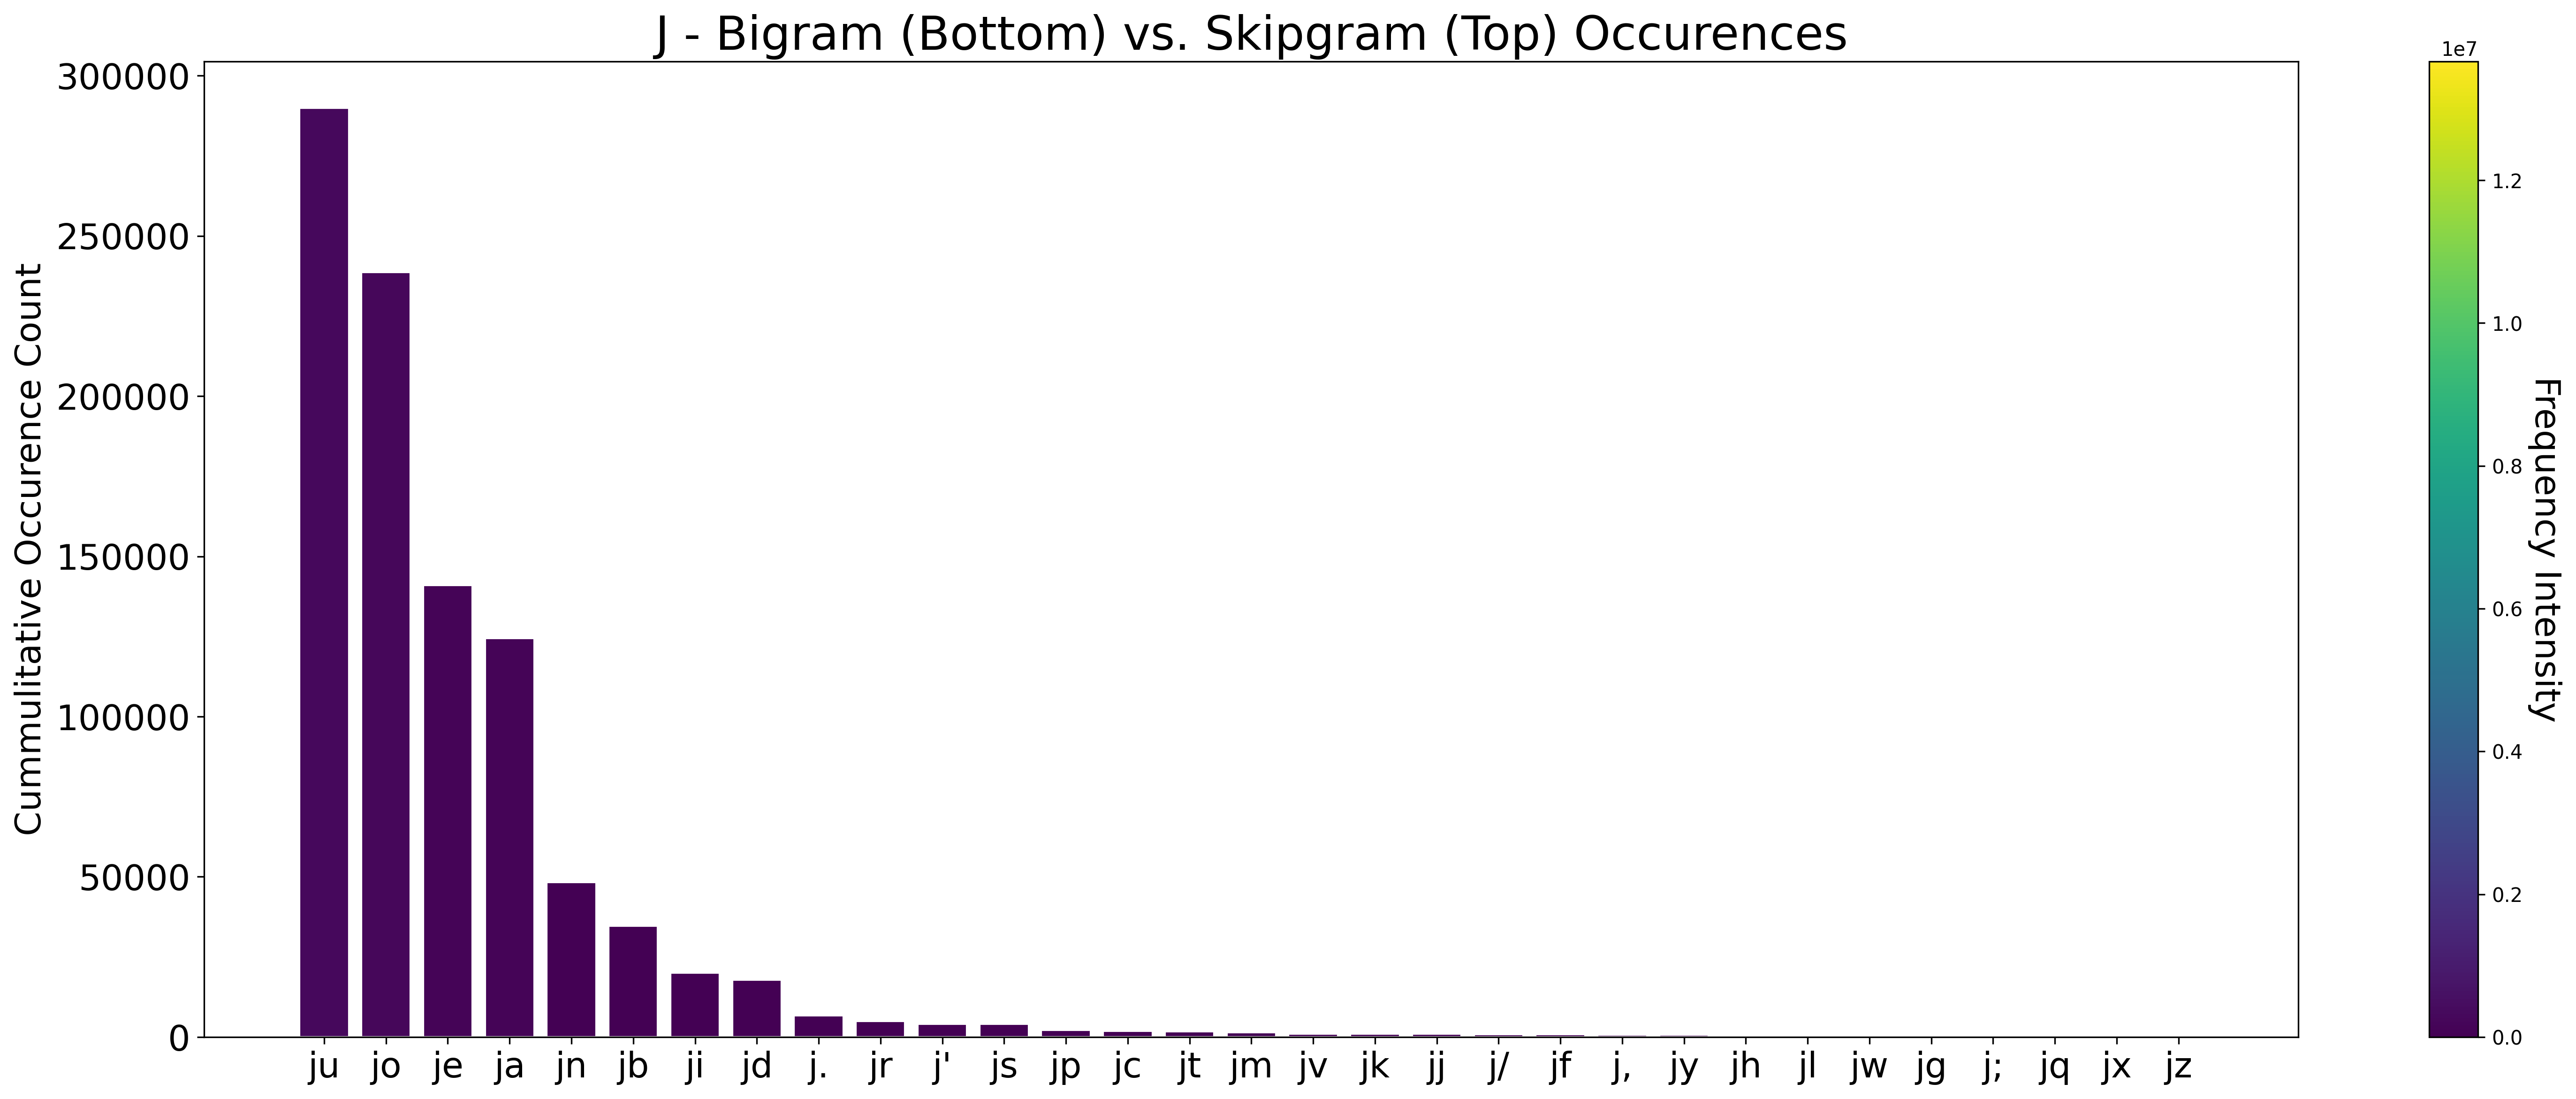 J - Bigram (Bottom) vs. Skipgram (Top) Occurences
Cummulitative Occurence Count
300000
250000
200000
150000
100000
50000
0
ju jo je ja jn jb ji jd j. jr j' js jp jc jt jm jv jk jj j/ jf j, jy jh jl jw jg j; jq jx jz
1e7
1.2
1.0
0.8
0.6
0.4
0.2
0.0
Frequency Intensity